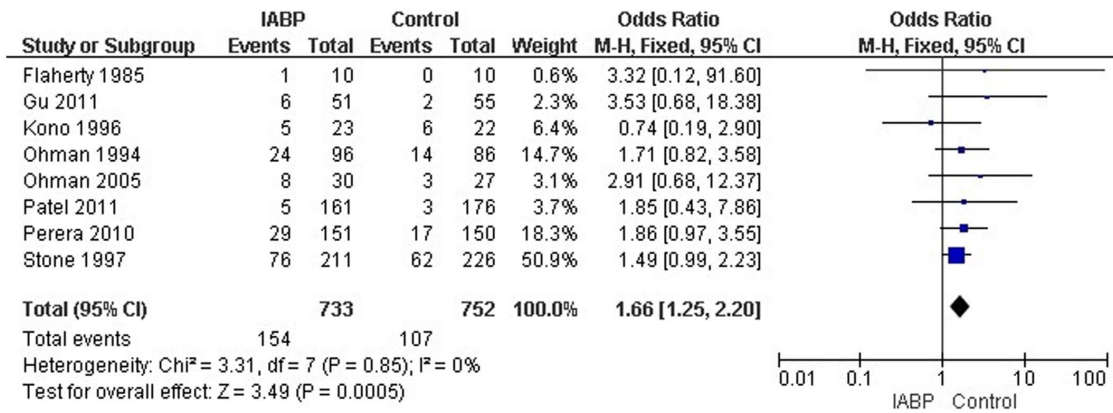 IABP Control Odds Ratio Odds Ratio
Study or Subgroup Events Total Events Total Weight M-H, Fixed, 95% CI M-H, Fixed, 95% CI
Flaherty 1985 1 10 0 10 0.6% 3.32 [0.12, 91.60]
Gu 2011 6 51 2 55 2.3% 3.53 [0.68, 18.38]
Kono 1996 5 23 6 22 6.4% 0.74 [0.19, 2.90]
Ohman 1994 24 96 14 86 14.7% 1.71 [0.82, 3.58]
Ohman 2005 8 30 3 27 3.1% 2.91 [0.68, 12.37]
Patel 2011 5 161 3 176 3.7% 1.85 [0.43, 7.86]
Perera 2010 29 151 17 150 18.3% 1.86 [0.97, 3.55]
Stone 1997 76 211 62 226 50.9% 1.49 [0.99, 2.23]
Total (95% CI) 733 752 100.0% 1.66 [1.25, 2.20]
Total events 154 107
Heterogeneity: Chi² = 3.31, df = 7 (P = 0.85); I² = 0%
Test for overall effect: Z = 3.49 (P = 0.0005)
0.01 0.1 1 10 100
IABP Control